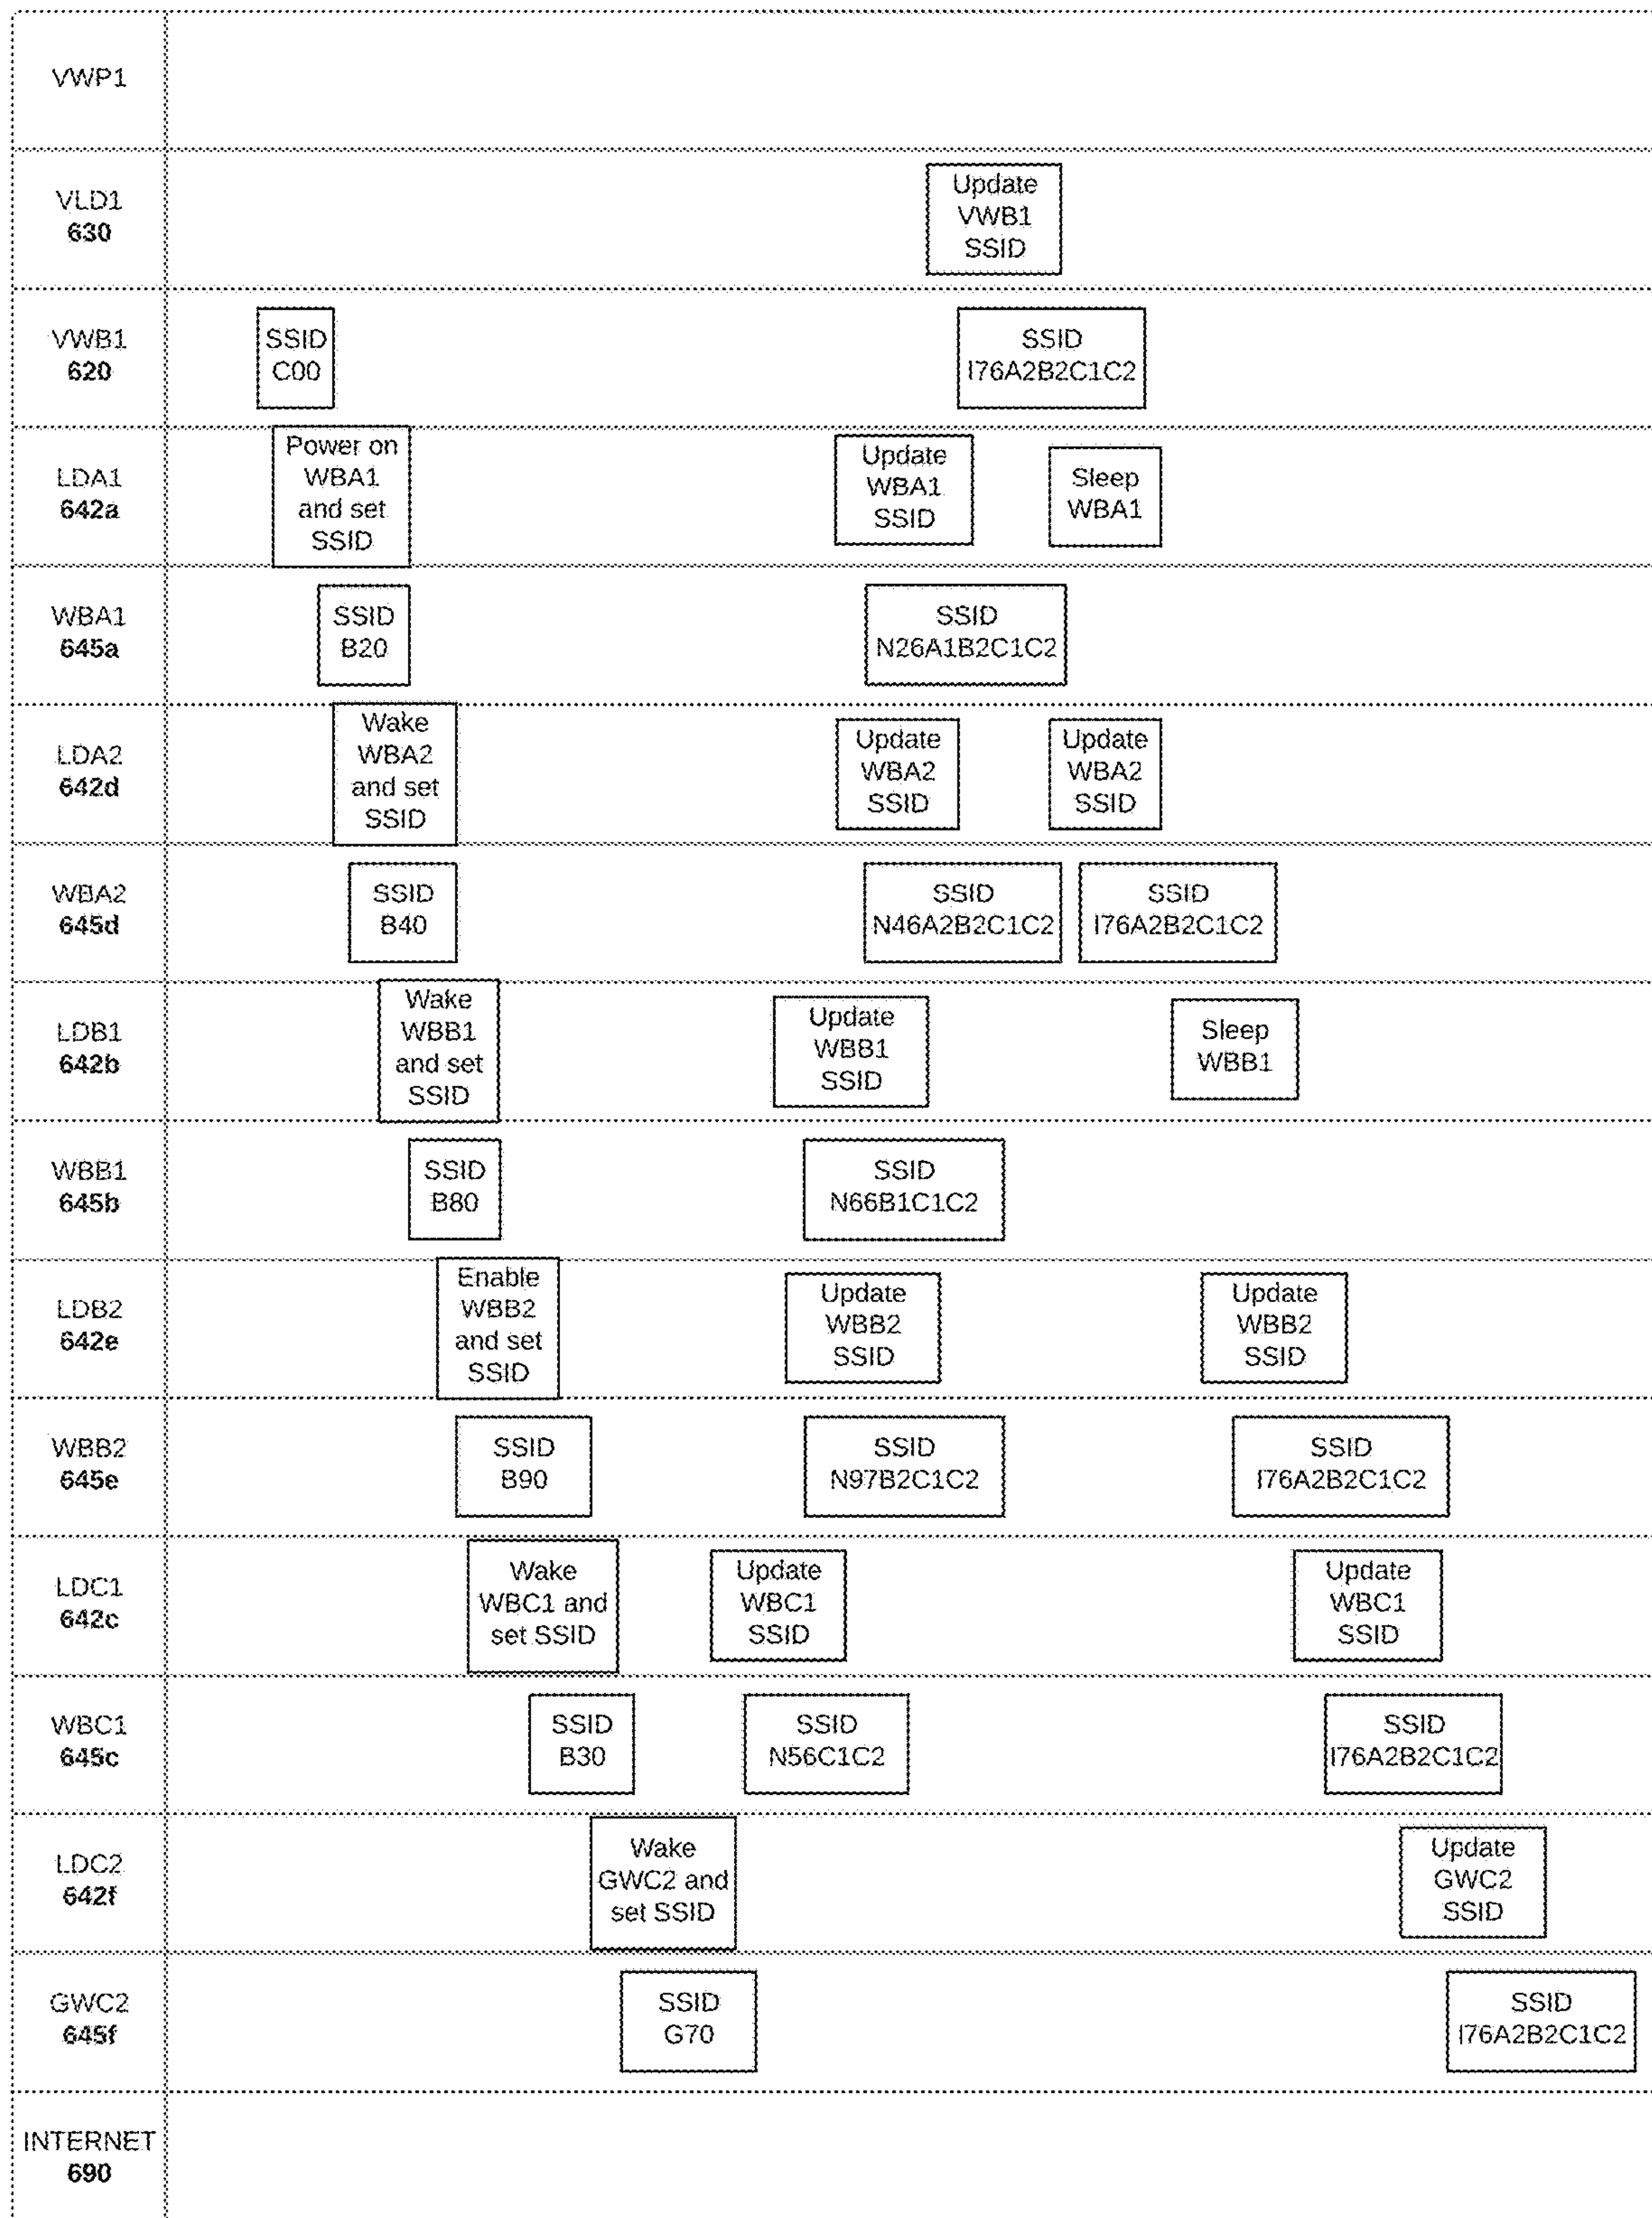 VWP1
VLD1
630
Update
VWB1
SSID
VWB1
620
SSID
C00
SSID
I76A2B2C1C2
LDA1
642a
Power on
WBA1
and set
SSID
Update
WBA1
SSID
Sleep
WBA1
WBA1
645a
SSID
B20
SSID
N26A1B2C1C2
LDA2
642d
Wake
WBA2
and set
SSID
Update
WBA2
SSID
Update
WBA2
SSID
WBA2
645d
SSID
B40
SSID
N46A2B2C1C2
SSID
I76A2B2C1C2
LDB1
642b
Wake
WBB1
and set
SSID
Update
WBB1
SSID
Sleep
WBB1
WBB1
645b
SSID
B80
SSID
N66B1C1C2
LDB2
642e
Enable
WBB2
and set
SSID
Update
WBB2
SSID
Update
WBB2
SSID
WBB2
645e
SSID
B90
SSID
N97B2C1C2
SSID
I76A2B2C1C2
LDC1
642c
Wake
WBC1 and
set SSID
Update
WBC1
SSID
Update
WBC1
SSID
WBC1
645c
SSID
B30
SSID
N56C1C2
SSID
I76A2B2C1C2
LDC2
642f
Wake
GWC2 and
set SSID
Update
GWC2
SSID
GWC2
645f
SSID
G70
SSID
I76A2B2C1C2
INTERNET
690